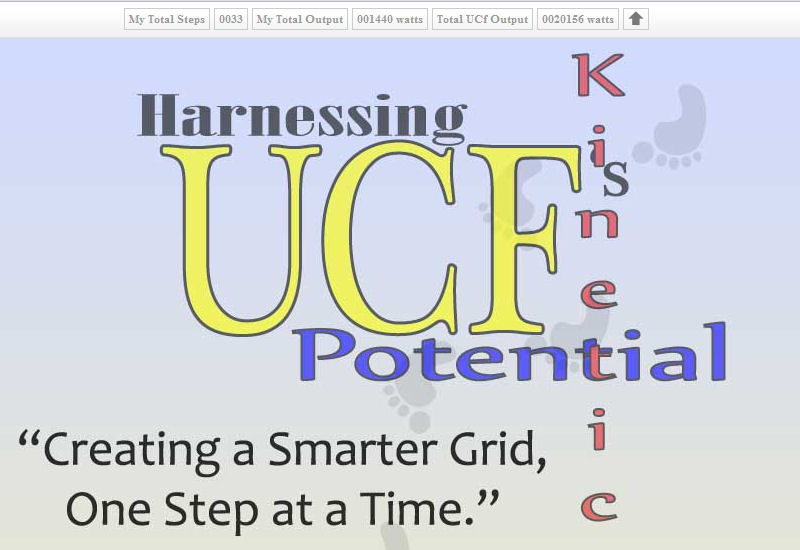 My Total Steps 0033 My Total Output 001440 watts Total UCf Output 0020156 watts
Harnessing
UCF's
Kinetic
Potential
“Creating a Smarter Grid,
One Step at a Time.”